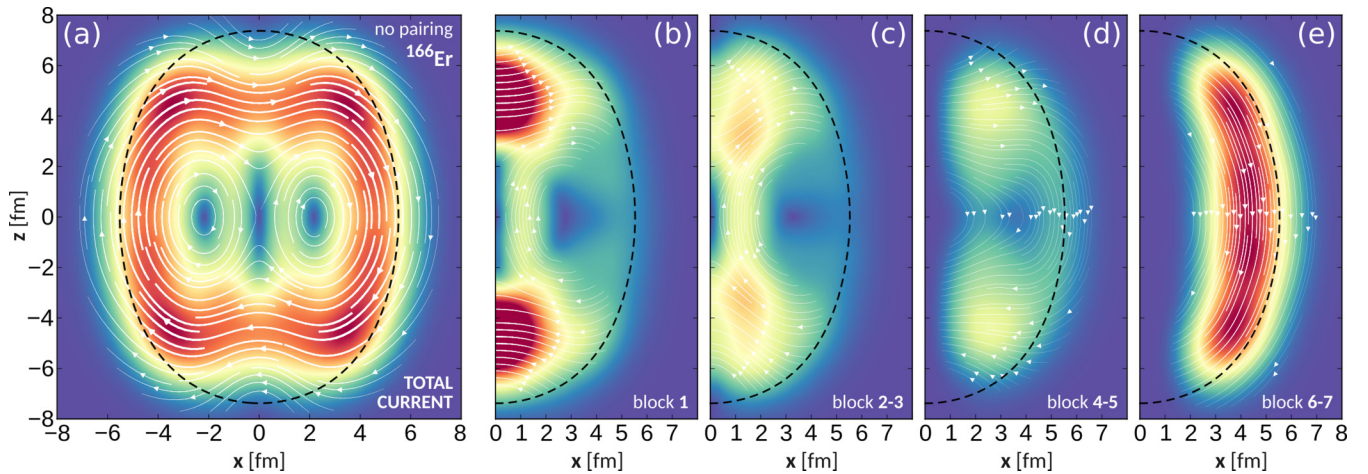 (a)
no pairing
166Er
TOTAL
CURRENT
8
6
4
2
0
−2
−4
−6
−8
z [fm]
−8 −6 −4 −2 0 2 4 6 8
x [fm]
(b)
block 1
0 1 2 3 4 5 6 7
x [fm]
(c)
block 2-3
0 1 2 3 4 5 6 7
x [fm]
(d)
block 4-5
0 1 2 3 4 5 6 7
x [fm]
(e)
block 6-7
0 1 2 3 4 5 6 7 8
x [fm]